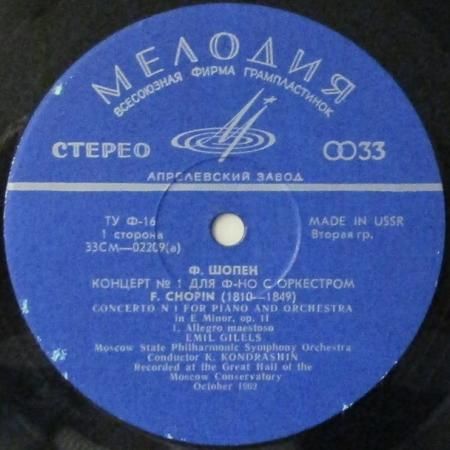 МЕЛОДИЯ
ВСЕСОЮЗНАЯ ФИРМА ГРАМПЛАСТИНОК
СТЕРЕО 33
АПРЕЛЕВСКИЙ ЗАВОД
ТУ Ф-16 MADE IN USSR
1 сторона Вторая гр.
33СМ—02209(а)
Ф. ШОПЕН
КОНЦЕРТ № 1 ДЛЯ Ф-НО С ОРКЕСТРОМ
F. CHOPIN (1810—1849)
CONCERTO N 1 FOR PIANO AND ORCHESTRA
in E Minor, op. 11
I. Allegro maestoso
EMIL GILELS
Moscow State Philharmonic Symphony Orchestra
Conductor K. KONDRASHIN
Recorded at the Great Hall of the
Moscow Conservatory
October 1962